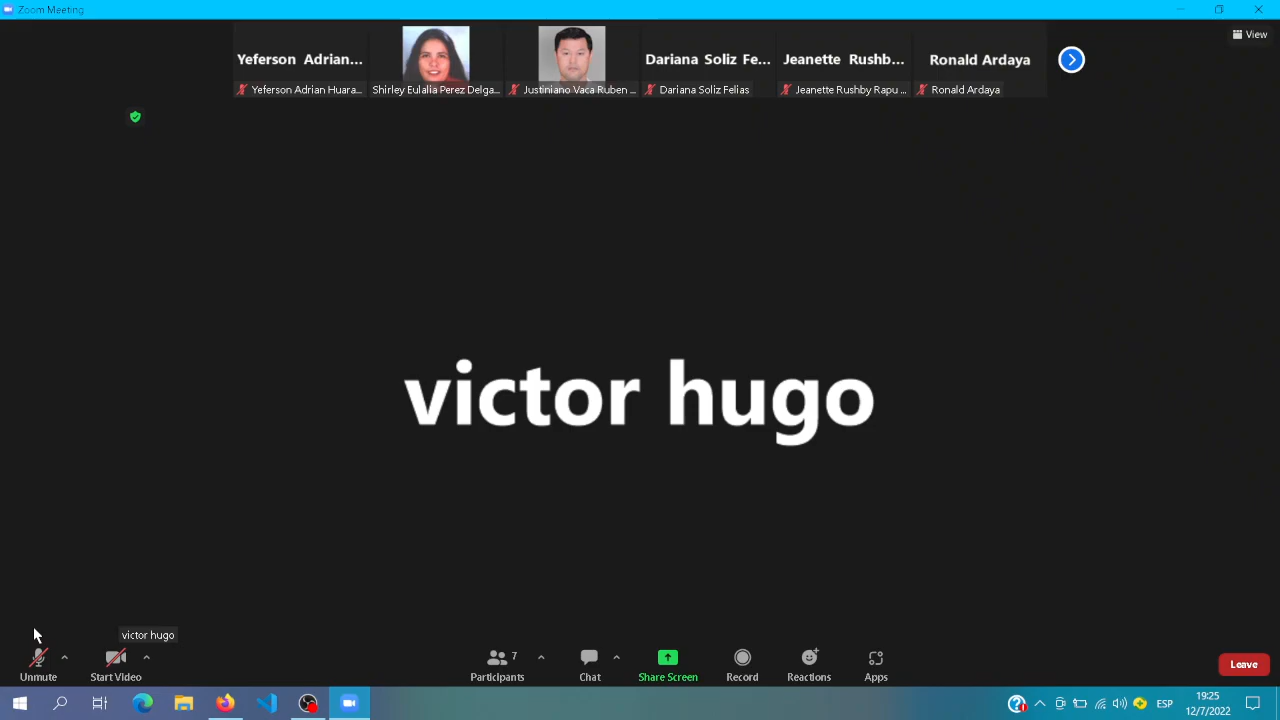 Zoom Meeting
View
Yeferson Adrian...
Dariana Soliz Fe...
Jeanette Rushb...
Ronald Ardaya
Yeferson Adrian Huara...
Shirley Eulalia Perez Delga...
Justiniano Vaca Ruben ...
Dariana Soliz Felias
Jeanette Rushby Rapu ...
Ronald Ardaya
victor hugo
victor hugo
7
Unmute
Start Video
Participants
Chat
Share Screen
Record
Reactions
Apps
Leave
ESP
19:25
12/7/2022